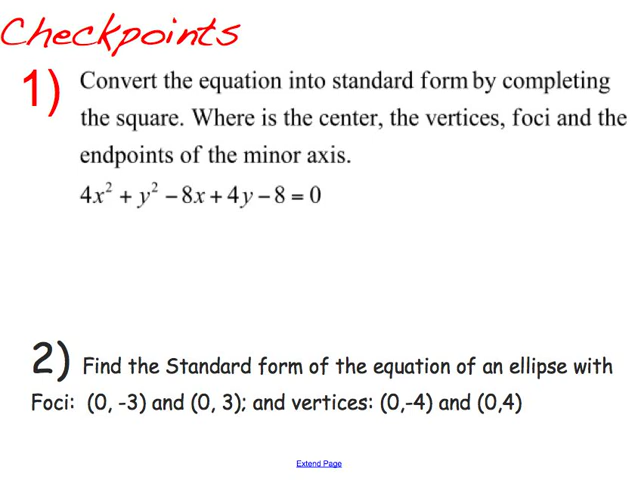 Checkpoints
1) Convert the equation into standard form by completing
the square. Where is the center, the vertices, foci and the
endpoints of the minor axis.
4x² + y² − 8x + 4y − 8 = 0
2) Find the Standard form of the equation of an ellipse with
Foci: (0, -3) and (0, 3); and vertices: (0,-4) and (0,4)
Extend Page